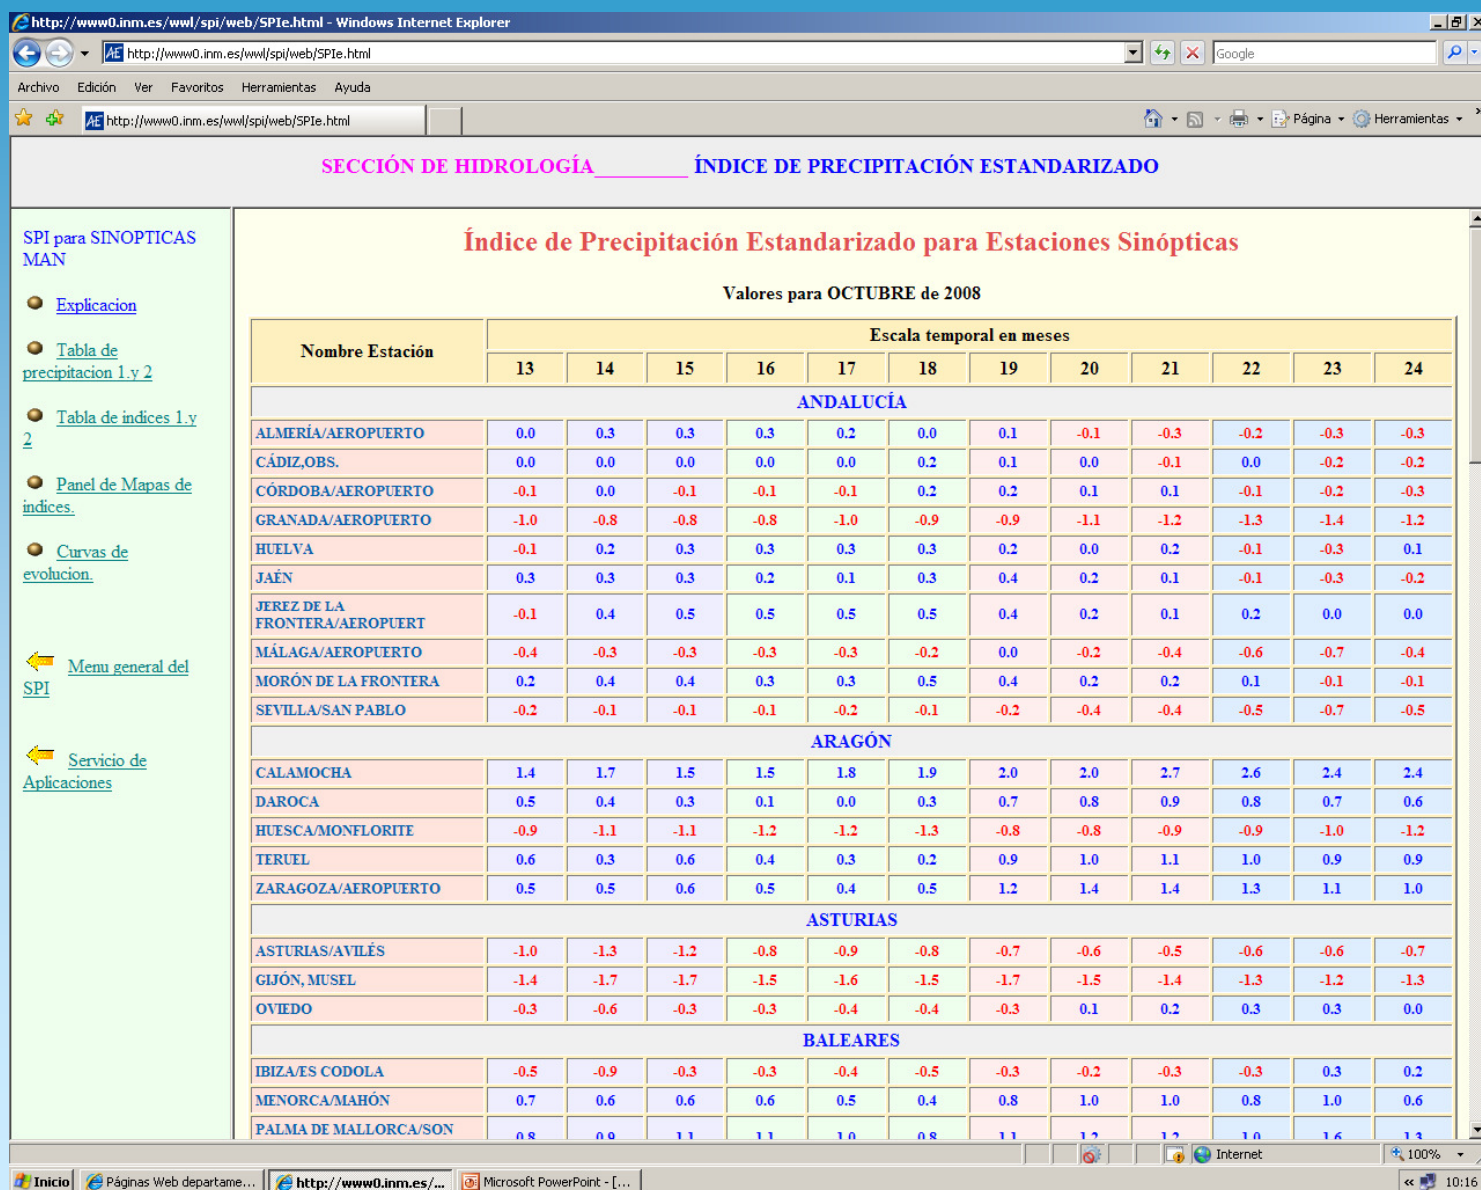 http://www0.inm.es/wwl/spi/web/SPIe.html - Windows Internet Explorer
http://www0.inm.es/wwl/spi/web/SPIe.html
Google
Archivo Edición Ver Favoritos Herramientas Ayuda
http://www0.inm.es/wwl/spi/web/SPIe.html
Página Herramientas
SECCIÓN DE HIDROLOGÍA_________ ÍNDICE DE PRECIPITACIÓN ESTANDARIZADO
SPI para SINOPTICAS
MAN
Explicacion
Tabla de
precipitacion 1.y 2
Tabla de indices 1.y
2
Panel de Mapas de
indices.
Curvas de
evolucion.
Menu general del
SPI
Servicio de
Aplicaciones
Índice de Precipitación Estandarizado para Estaciones Sinópticas
Valores para OCTUBRE de 2008
Nombre Estación
Escala temporal en meses
13 14 15 16 17 18 19 20 21 22 23 24
ANDALUCÍA
ALMERÍA/AEROPUERTO 0.0 0.3 0.3 0.3 0.2 0.0 0.1 -0.1 -0.3 -0.2 -0.3 -0.3
CÁDIZ,OBS. 0.0 0.0 0.0 0.0 0.0 0.2 0.1 0.0 -0.1 0.0 -0.2 -0.2
CÓRDOBA/AEROPUERTO -0.1 0.0 -0.1 -0.1 -0.1 0.2 0.2 0.1 0.1 -0.1 -0.2 -0.3
GRANADA/AEROPUERTO -1.0 -0.8 -0.8 -0.8 -1.0 -0.9 -0.9 -1.1 -1.2 -1.3 -1.4 -1.2
HUELVA -0.1 0.2 0.3 0.3 0.3 0.3 0.2 0.0 0.2 -0.1 -0.3 0.1
JAÉN 0.3 0.3 0.3 0.2 0.1 0.3 0.4 0.2 0.1 -0.1 -0.3 -0.2
JEREZ DE LA
FRONTERA/AEROPUERT -0.1 0.4 0.5 0.5 0.5 0.5 0.4 0.2 0.1 0.2 0.0 0.0
MÁLAGA/AEROPUERTO -0.4 -0.3 -0.3 -0.3 -0.3 -0.2 0.0 -0.2 -0.4 -0.6 -0.7 -0.4
MORÓN DE LA FRONTERA 0.2 0.4 0.4 0.3 0.3 0.5 0.4 0.2 0.2 0.1 -0.1 -0.1
SEVILLA/SAN PABLO -0.2 -0.1 -0.1 -0.1 -0.2 -0.1 -0.2 -0.4 -0.4 -0.5 -0.7 -0.5
ARAGÓN
CALAMOCHA 1.4 1.7 1.5 1.5 1.8 1.9 2.0 2.0 2.7 2.6 2.4 2.4
DAROCA 0.5 0.4 0.3 0.1 0.0 0.3 0.7 0.8 0.9 0.8 0.7 0.6
HUESCA/MONFLORITE -0.9 -1.1 -1.1 -1.2 -1.2 -1.3 -0.8 -0.8 -0.9 -0.9 -1.0 -1.2
TERUEL 0.6 0.3 0.6 0.4 0.3 0.2 0.9 1.0 1.1 1.0 0.9 0.9
ZARAGOZA/AEROPUERTO 0.5 0.5 0.6 0.5 0.4 0.5 1.2 1.4 1.4 1.3 1.1 1.0
ASTURIAS
ASTURIAS/AVILÉS -1.0 -1.3 -1.2 -0.8 -0.9 -0.8 -0.7 -0.6 -0.5 -0.6 -0.6 -0.7
GIJÓN, MUSEL -1.4 -1.7 -1.7 -1.5 -1.6 -1.5 -1.7 -1.5 -1.4 -1.3 -1.2 -1.3
OVIEDO -0.3 -0.6 -0.3 -0.3 -0.4 -0.4 -0.3 0.1 0.2 0.3 0.3 0.0
BALEARES
IBIZA/ES CODOLA -0.5 -0.9 -0.3 -0.3 -0.4 -0.5 -0.3 -0.2 -0.3 -0.3 0.3 0.2
MENORCA/MAHÓN 0.7 0.6 0.6 0.6 0.5 0.4 0.8 1.0 1.0 0.8 1.0 0.6
PALMA DE MALLORCA/SON 0.8 0.9 1.1 1.1 1.0 0.8 1.1 1.2 1.2 1.0 1.6 1.3
Internet 100%
Inicio Páginas Web departame... http://www0.inm.es/... Microsoft PowerPoint - [... 10:16